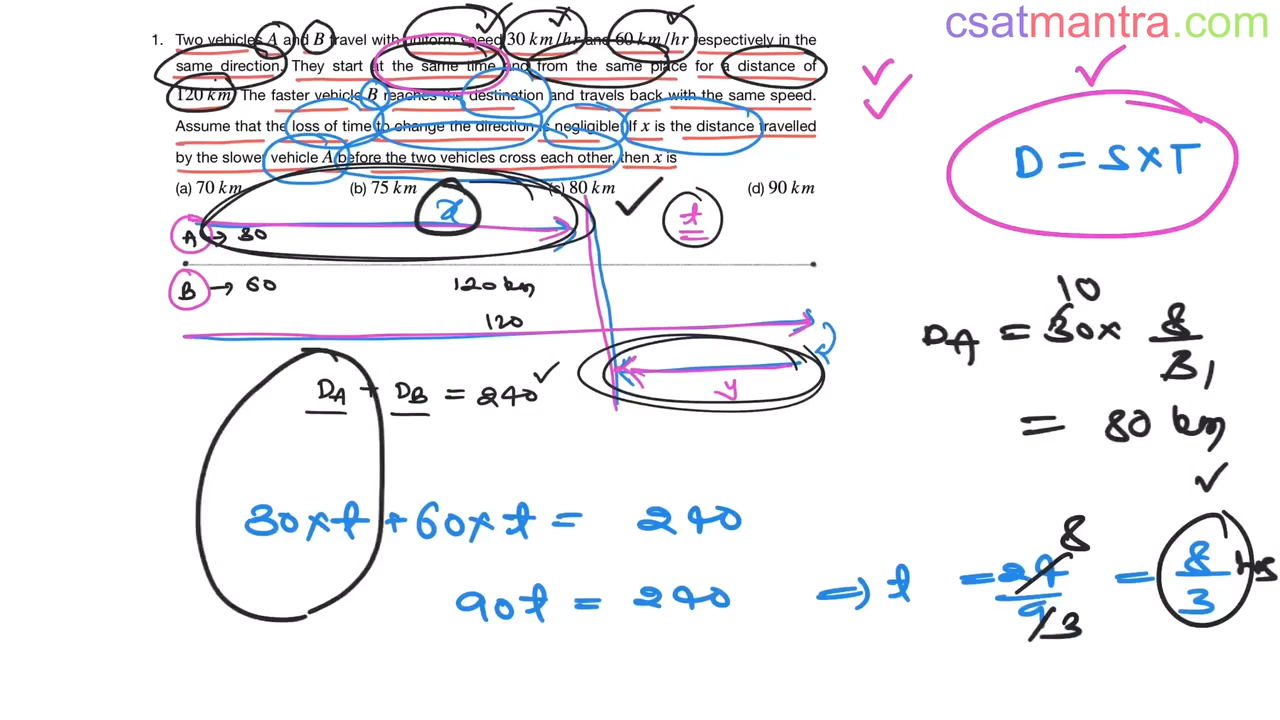 csatmantra.com
1. Two vehicles A and B travel with uniform speed 30 km/hr and 60 km/hr respectively in the
same direction. They start at the same time and from the same place for a distance of
120 km. The faster vehicle B reaches the destination and travels back with the same speed.
Assume that the loss of time to change the direction is negligible. If x is the distance travelled
by the slower vehicle A before the two vehicles cross each other, then x is
(a) 70 km (b) 75 km (c) 80 km (d) 90 km
D = S X T
x
t
A → 30
B → 60
120 km
120
y
DA + DB = 240
30 x t + 60 x t = 240
90 t = 240 ⇒ t = 24/9 = 8/3 hrs
8
3
10
DA = 30 x 8/3 1
= 80 km